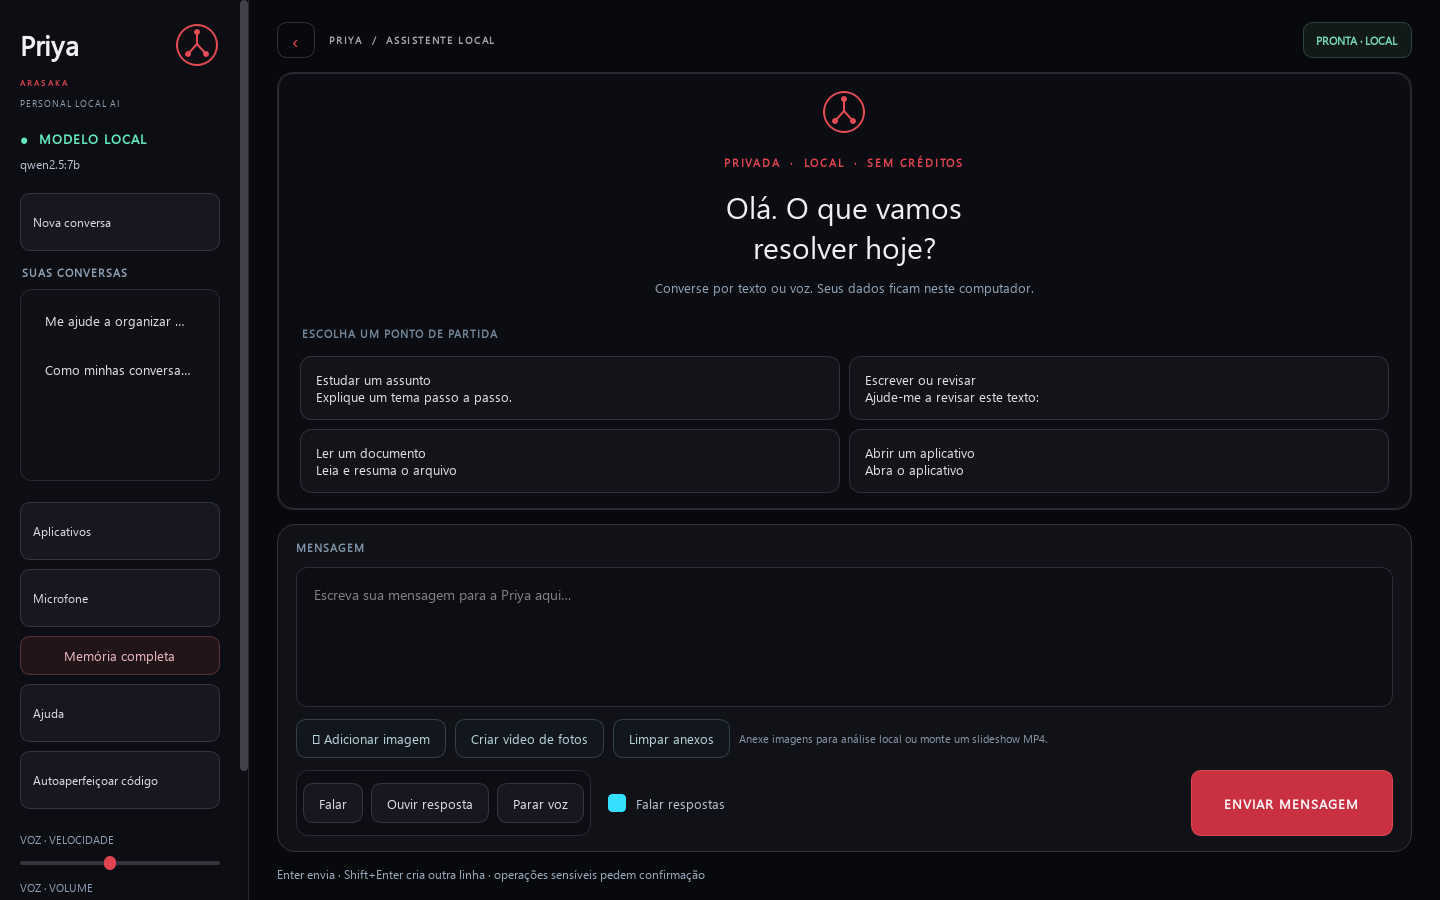 Priya
ARASAKA
PERSONAL LOCAL AI
● MODELO LOCAL
qwen2.5:7b
Nova conversa
SUAS CONVERSAS
Me ajude a organizar ...
Como minhas conversa...
Aplicativos
Microfone
Memória completa
Ajuda
Autoaperfeiçoar código
VOZ · VELOCIDADE
VOZ · VOLUME
‹ PRIYA / ASSISTENTE LOCAL
PRONTA · LOCAL
PRIVADA · LOCAL · SEM CRÉDITOS
Olá. O que vamos
resolver hoje?
Converse por texto ou voz. Seus dados ficam neste computador.
ESCOLHA UM PONTO DE PARTIDA
Estudar um assunto
Explique um tema passo a passo.
Escrever ou revisar
Ajude-me a revisar este texto:
Ler um documento
Leia e resuma o arquivo
Abrir um aplicativo
Abra o aplicativo
MENSAGEM
Escreva sua mensagem para a Priya aqui...
Adicionar imagem
Criar vídeo de fotos
Limpar anexos
Anexe imagens para análise local ou monte um slideshow MP4.
Falar
Ouvir resposta
Parar voz
Falar respostas
ENVIAR MENSAGEM
Enter envia · Shift+Enter cria outra linha · operações sensíveis pedem confirmação